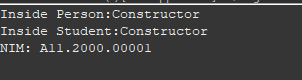 Inside Person:Constructor
Inside Student:Constructor
NIM: A11.2000.00001